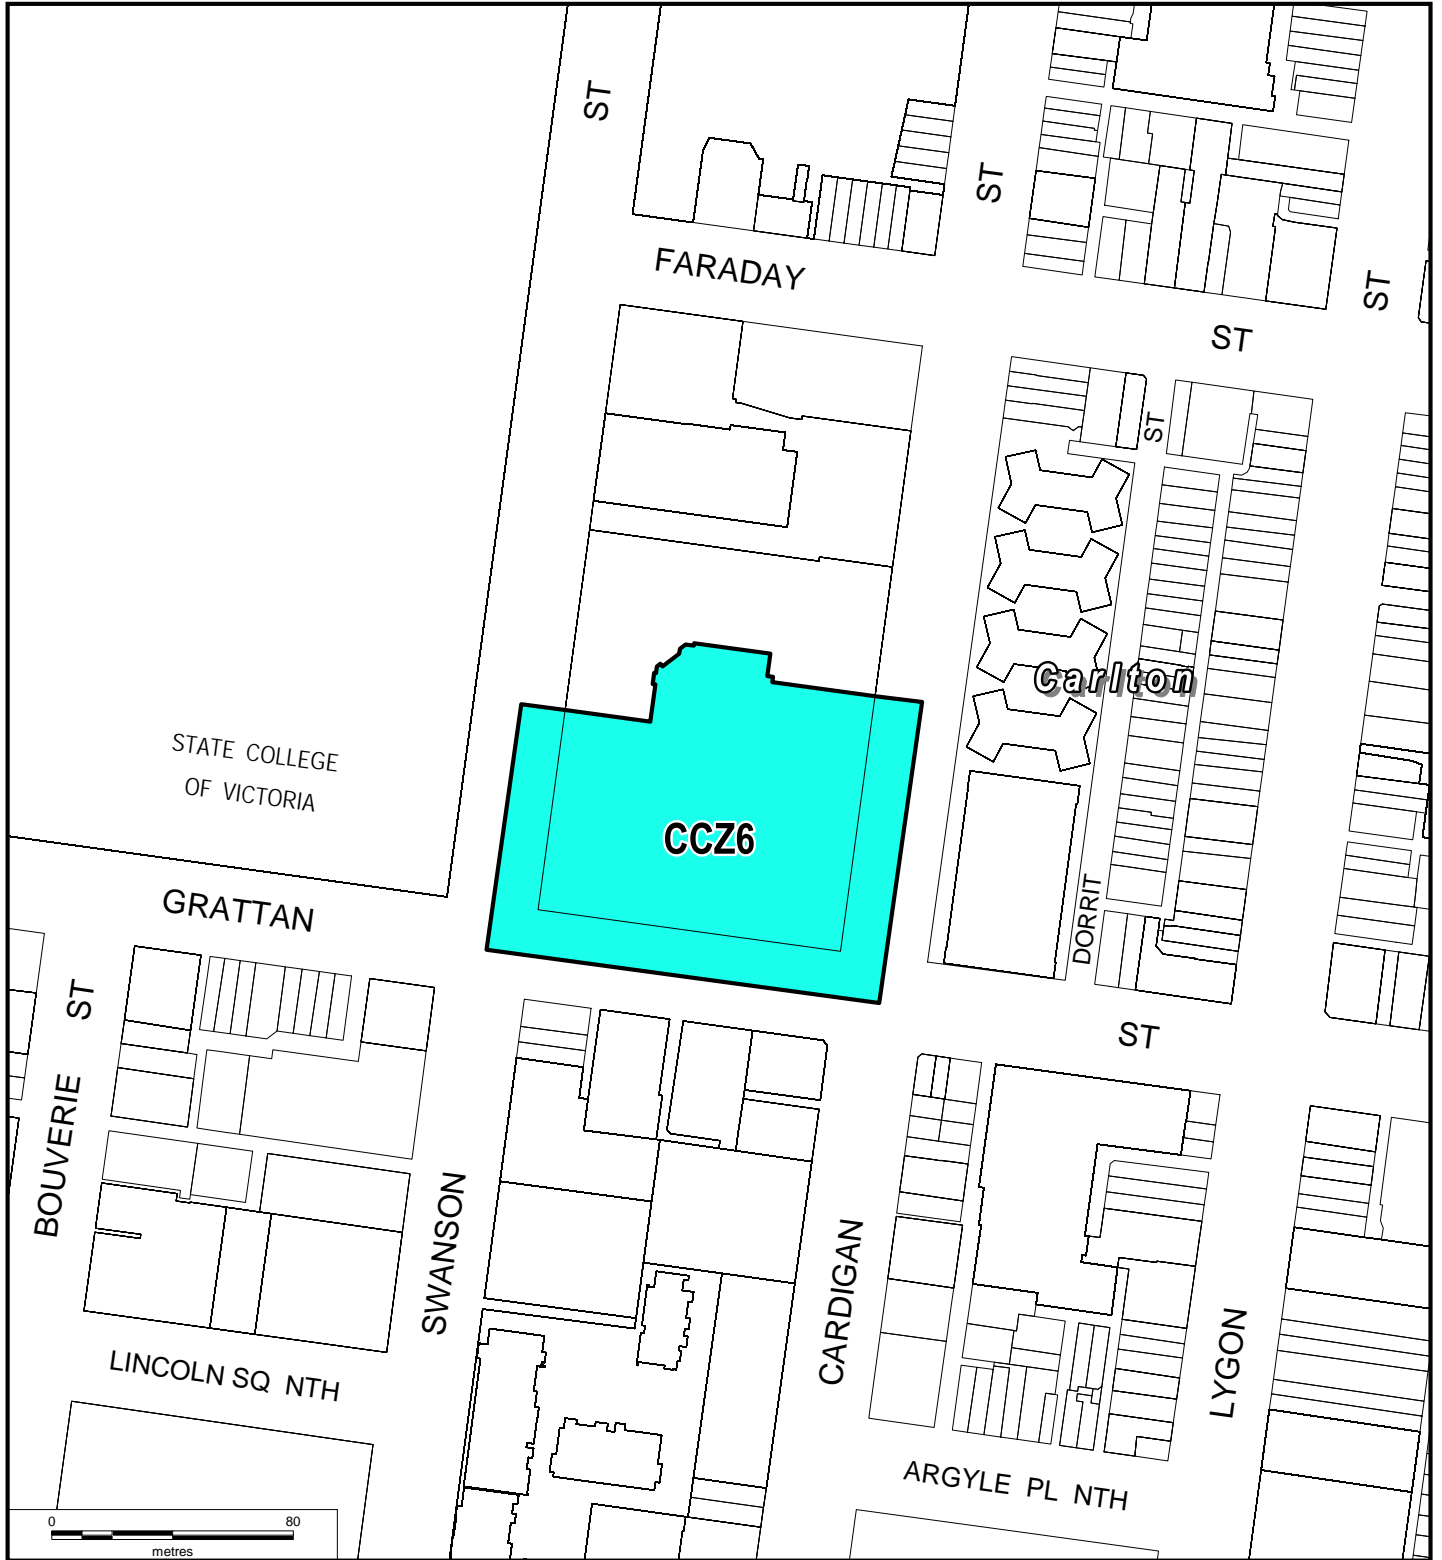 ST
ST
FARADAY
ST
ST
ST
Carlton
STATE COLLEGE
OF VICTORIA
CCZ6
GRATTAN
DORRIT
ST
ST
BOUVERIE
SWANSON
CARDIGAN
LYGON
LINCOLN SQ NTH
ARGYLE PL NTH
0 80
metres